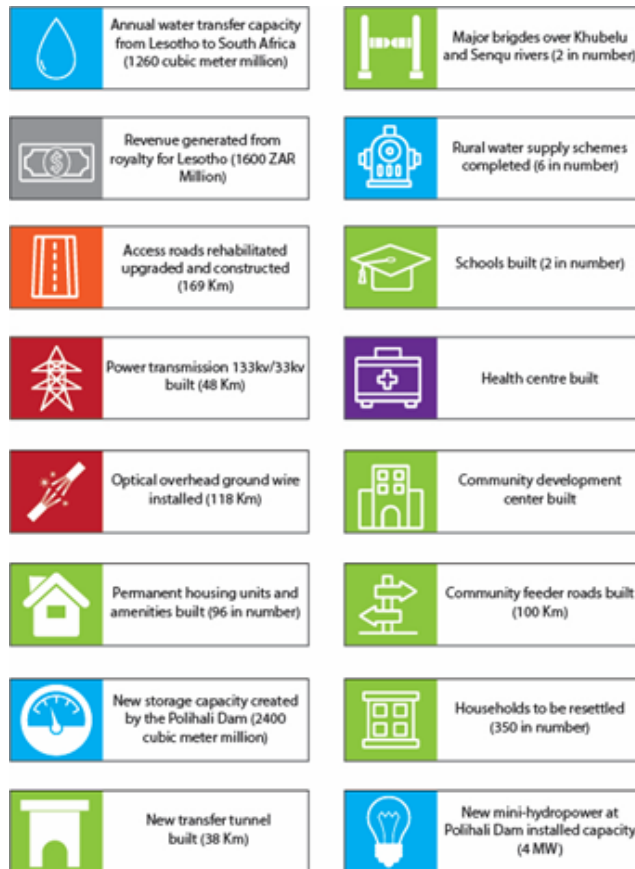 Annual water transfer capacity
from Lesotho to South Africa
(1260 cubic meter million)
Major brigdes over Khubelu
and Senqu rivers (2 in number)
Revenue generated from
royalty for Lesotho (1600 ZAR
Million)
Rural water supply schemes
completed (6 in number)
Access roads rehabilitated
upgraded and constructed
(169 Km)
Schools built (2 in number)
Power transmission 133kv/33kv
built (48 Km)
Health centre built
Optical overhead ground wire
installed (118 Km)
Community development
center built
Permanent housing units and
amenities built (96 in number)
Community feeder roads built
(100 Km)
New storage capacity created
by the Polihali Dam (2400
cubic meter million)
Households to be resettled
(350 in number)
New transfer tunnel
built (38 Km)
New mini-hydropower at
Polihali Dam installed capacity
(4 MW)